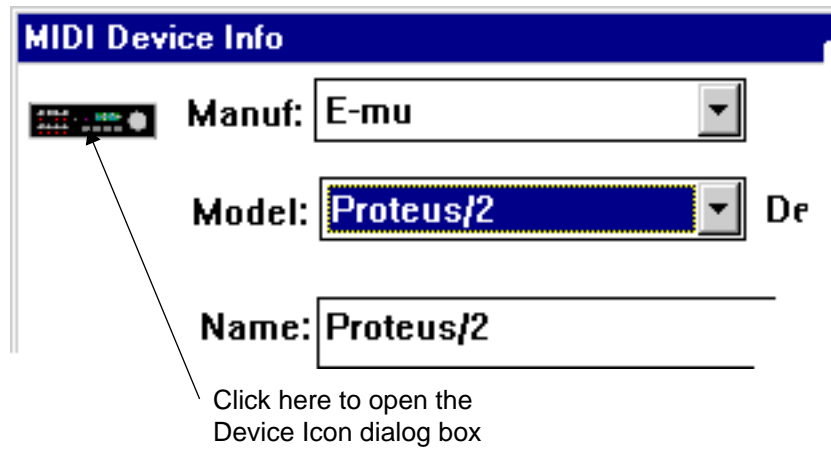 MIDI Device Info
Manuf: E-mu
Model: Proteus/2 De
Name: Proteus/2
Click here to open the
Device Icon dialog box